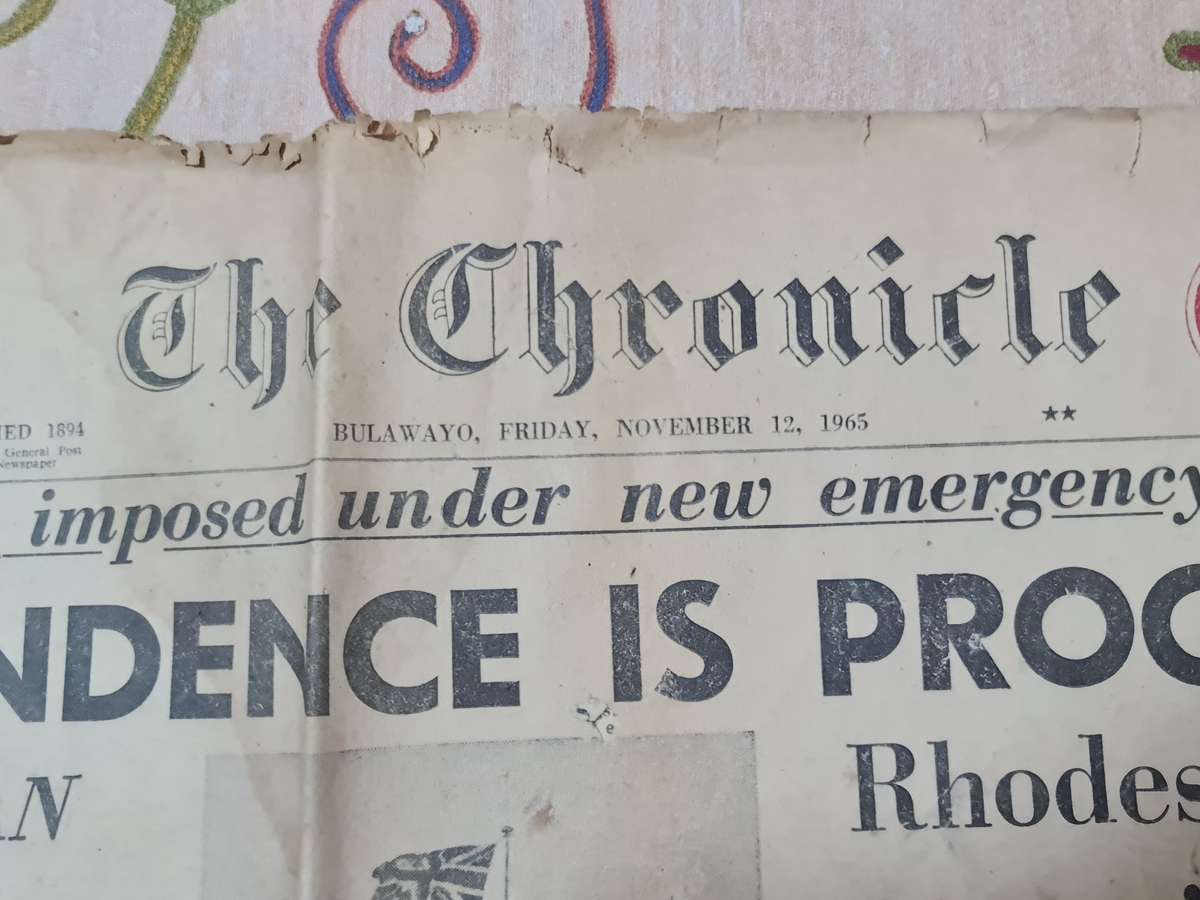 The Chronicle
BULAWAYO, FRIDAY, NOVEMBER 12, 1965 ★★
HED 1894
General Post
Newspaper
imposed under new emergency
NDENCE IS PROC
AN
Rhodes